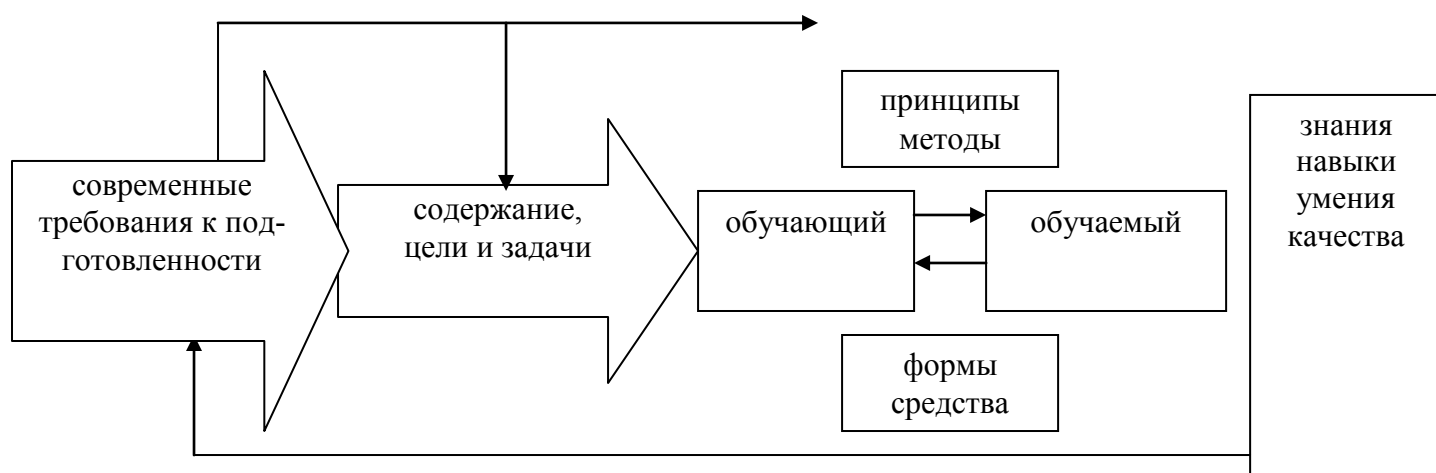 современные
требования к под-
готовленности
содержание,
цели и задачи
принципы
методы
обучающий
обучаемый
формы
средства
знания
навыки
умения
качества